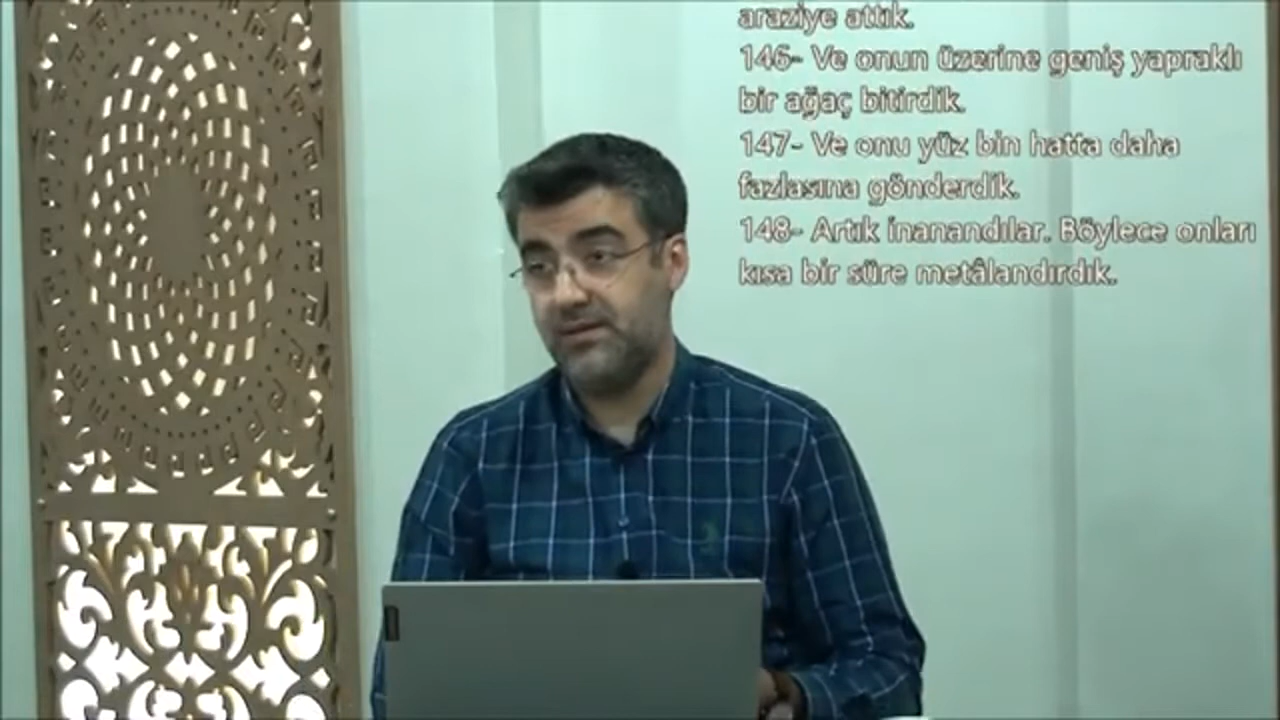 araziye attık.
146- Ve onun üzerine geniş yapraklı
bir ağaç bitirdik.
147- Ve onu yüz bin hatta daha
fazlasına gönderdik.
148- Artık inanandılar. Böylece onları
kısa bir süre metâlandırdık.